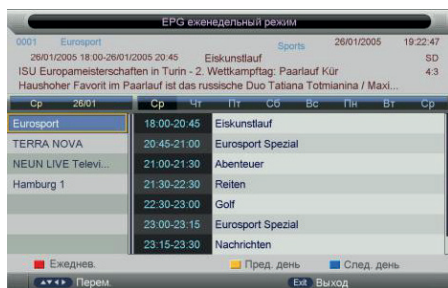 EPG еженедельный режим
0001 Eurosport Sports 26/01/2005 19:22:47
26/01/2005 18:00-26/01/2005 20:45 Eiskunstlauf SD
ISU Europameisterschaften in Turin - 2. Wettkampftag: Paarlauf Kür 4:3
Haushoher Favorit im Paarlauf ist das russische Duo Tatiana Totmianina / Maxi...
Ср 26/01 Ср Чт Пт Сб Вс Пн Вт Ср
Eurosport 18:00-20:45 Eiskunstlauf
TERRA NOVA 20:45-21:00 Eurosport Spezial
NEUN LIVE Televi... 21:00-21:30 Abenteuer
Hamburg 1 21:30-22:30 Reiten
22:30-23:00 Golf
23:00-23:15 Eurosport Spezial
23:15-23:30 Nachrichten
Ежеднев. Пред. день След. день
Перем. Exit Выход